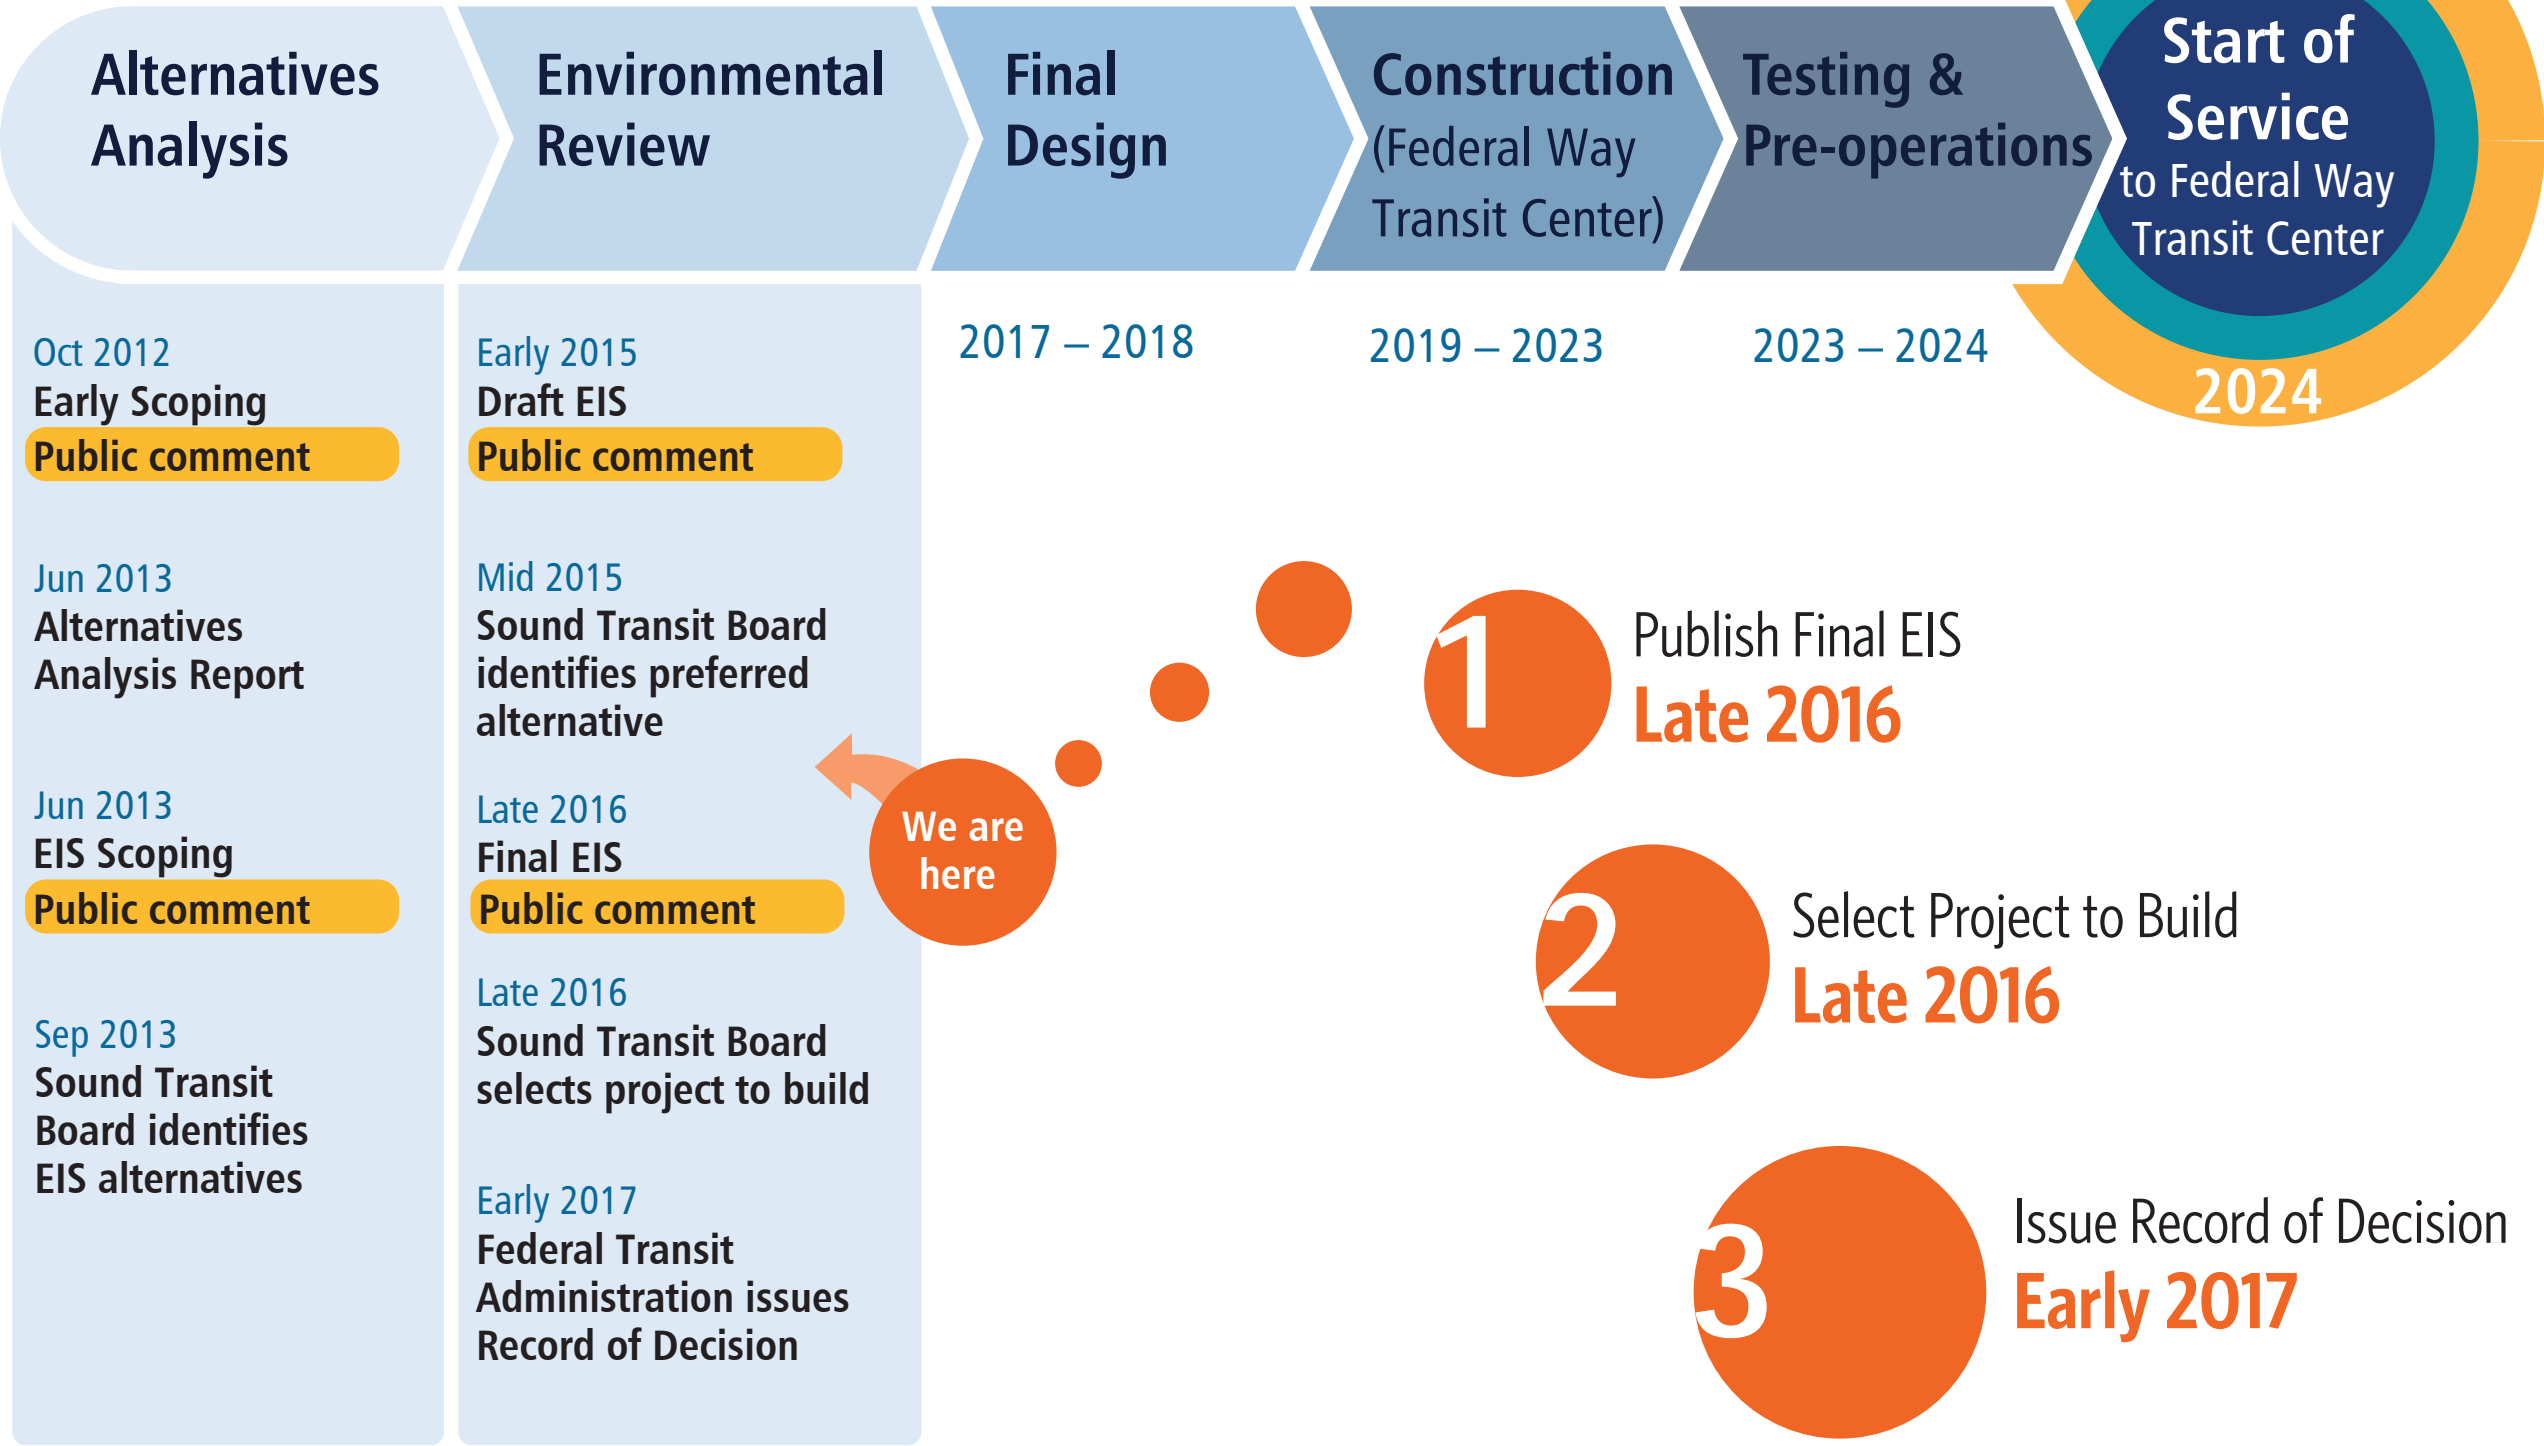 Alternatives
Analysis
Environmental
Review
Final
Design
Construction
(Federal Way
Transit Center)
Testing &
Pre-operations
Start of
Service
to Federal Way
Transit Center
2024
Oct 2012
Early Scoping
Public comment
Jun 2013
Alternatives
Analysis Report
Jun 2013
EIS Scoping
Public comment
Sep 2013
Sound Transit
Board identifies
EIS alternatives
Early 2015
Draft EIS
Public comment
Mid 2015
Sound Transit Board
identifies preferred
alternative
Late 2016
Final EIS
Public comment
Late 2016
Sound Transit Board
selects project to build
Early 2017
Federal Transit
Administration issues
Record of Decision
2017 – 2018
2019 – 2023
2023 – 2024
We are
here
1
Publish Final EIS
Late 2016
2
Select Project to Build
Late 2016
3
Issue Record of Decision
Early 2017